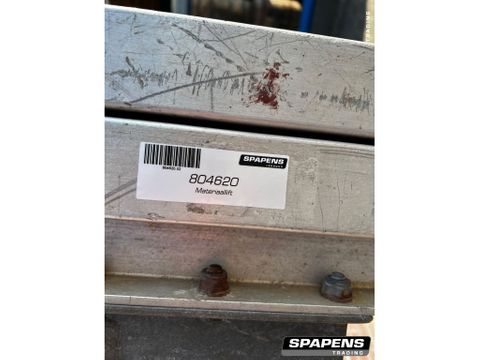 SPAPENS
804620
Materiaallift
SPAPENS
TRADING